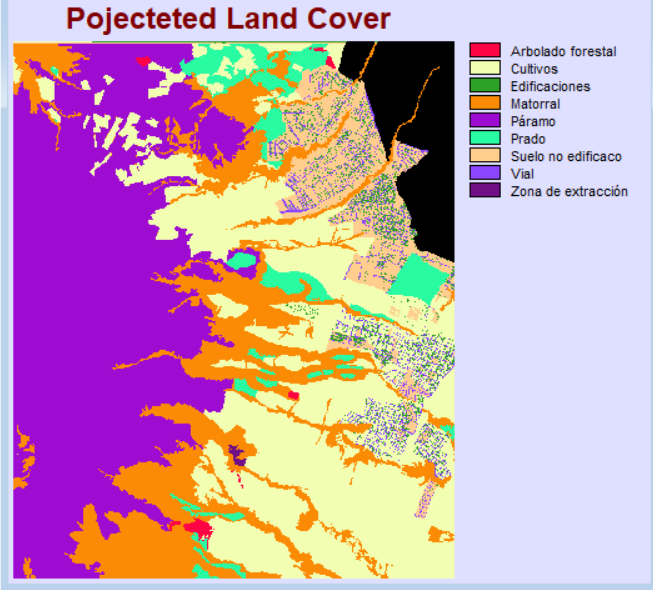 Pojecteted Land Cover
Arbolado forestal
Cultivos
Edificaciones
Matorral
Páramo
Prado
Suelo no edificaco
Vial
Zona de extracción